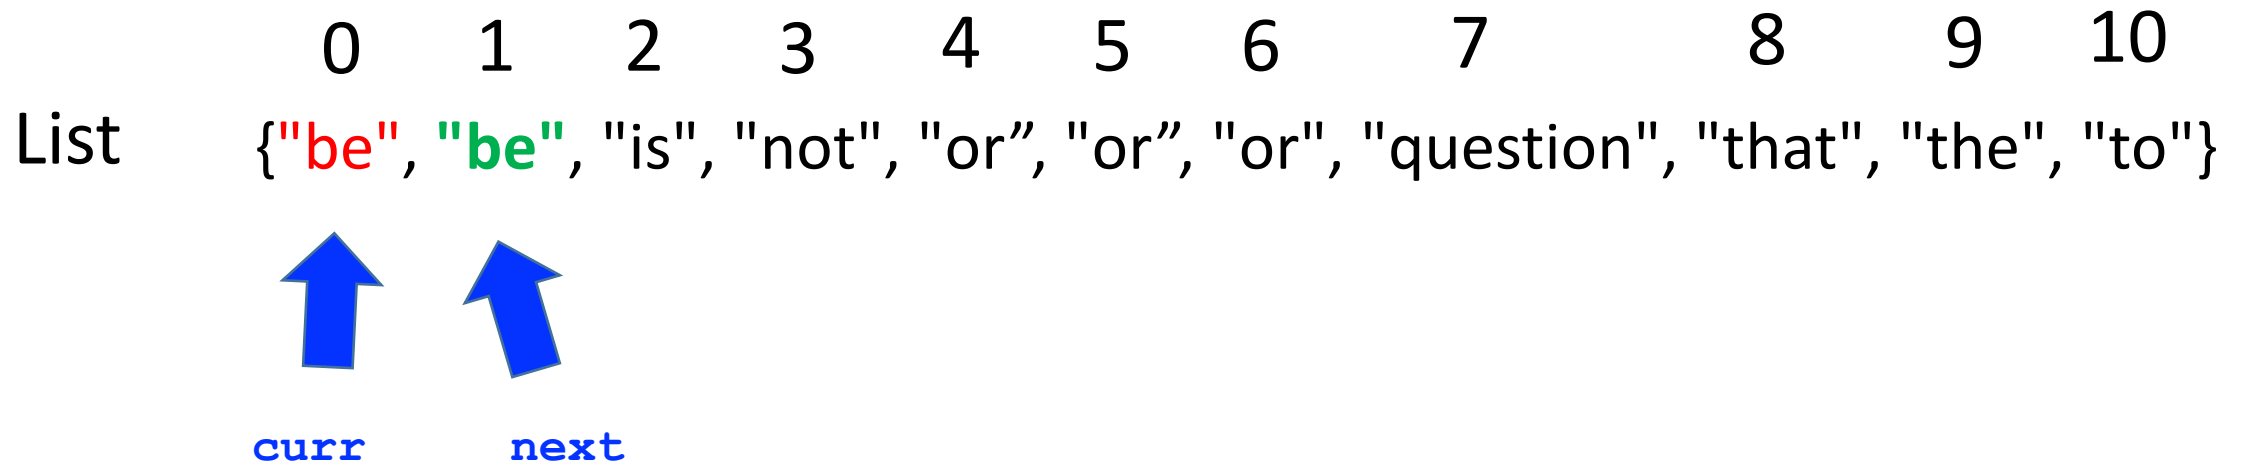 0 1 2 3 4 5 6 7 8 9 10
List {"be", "be", "is", "not", "or”, "or”, "or", "question", "that", "the", "to"}
curr next